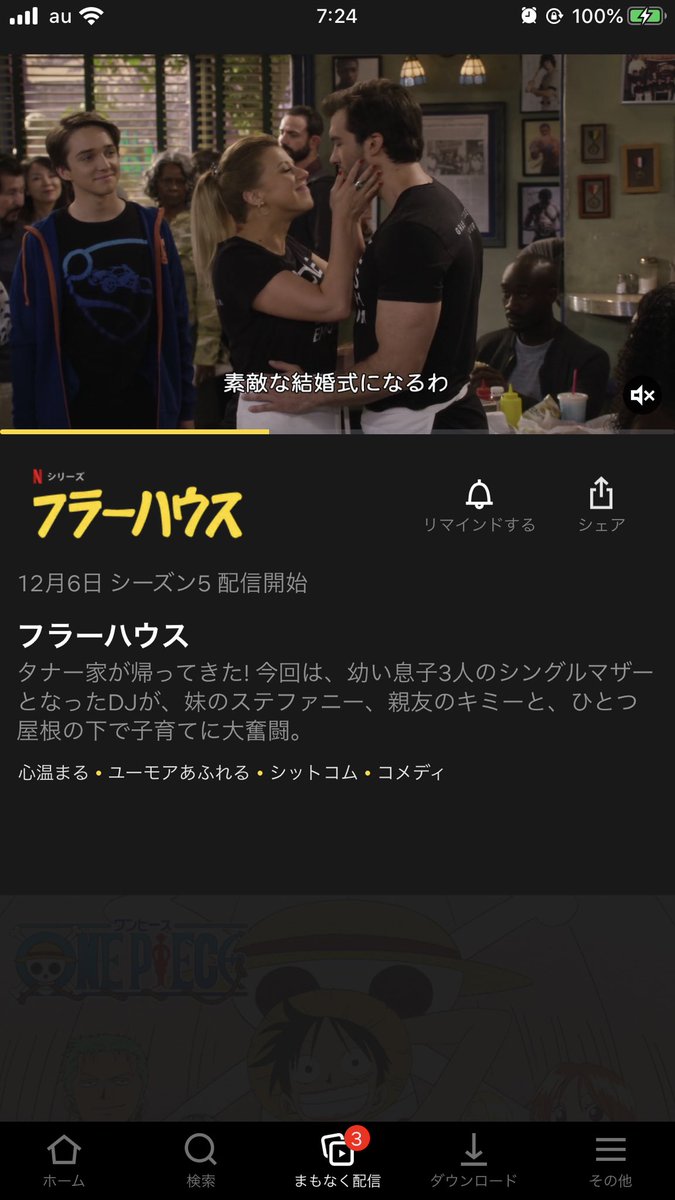 au 7:24 100%
素敵な結婚式になるわ
N シリーズ
フラーハウス
リマインドする シェア
12月6日 シーズン5 配信開始
フラーハウス
タナー家が帰ってきた! 今回は、幼い息子3人のシングルマザー
となったDJが、妹のステファニー、親友のキミーと、ひとつ
屋根の下で子育てに大奮闘。
心温まる • ユーモアあふれる • シットコム • コメディ
ワンピース
ONE PIECE
3
ホーム 検索 まもなく配信 ダウンロード その他